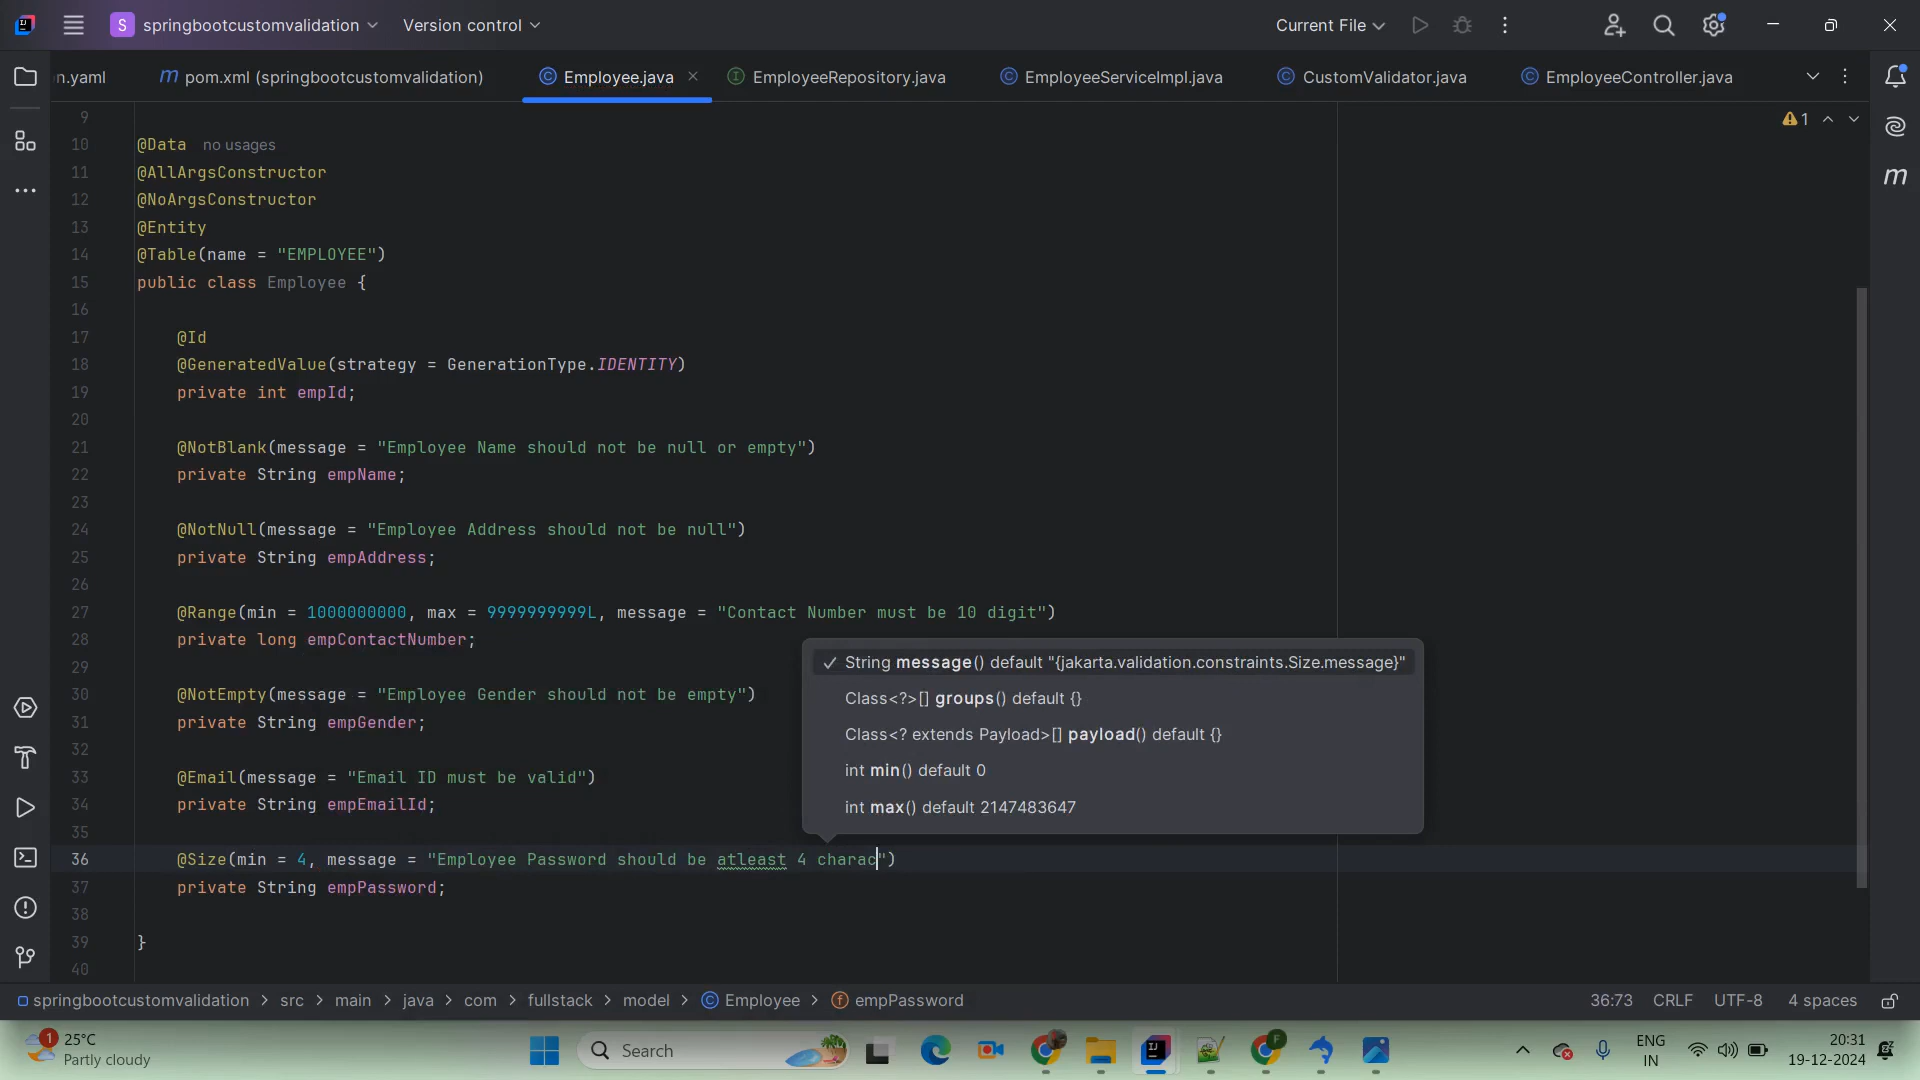 S springbootcustomvalidation Version control Current File
n.yaml m pom.xml (springbootcustomvalidation) Employee.java EmployeeRepository.java EmployeeServiceImpl.java CustomValidator.java EmployeeController.java
9 1
10 @Data no usages
11 @AllArgsConstructor
12 @NoArgsConstructor
13 @Entity
14 @Table(name = "EMPLOYEE")
15 public class Employee {
16
17 @Id
18 @GeneratedValue(strategy = GenerationType.IDENTITY)
19 private int empId;
20
21 @NotBlank(message = "Employee Name should not be null or empty")
22 private String empName;
23
24 @NotNull(message = "Employee Address should not be null")
25 private String empAddress;
26
27 @Range(min = 1000000000, max = 9999999999L, message = "Contact Number must be 10 digit")
28 private long empContactNumber;
29
30 @NotEmpty(message = "Employee Gender should not be empty")
31 private String empGender;
32
33 @Email(message = "Email ID must be valid")
34 private String empEmailId;
35
36 @Size(min = 4, message = "Employee Password should be atleast 4 charac")
37 private String empPassword;
38
39 }
40
String message() default "{jakarta.validation.constraints.Size.message}"
Class<?>[] groups() default {}
Class<? extends Payload>[] payload() default {}
int min() default 0
int max() default 2147483647
springbootcustomvalidation > src > main > java > com > fullstack > model > Employee > empPassword 36:73 CRLF UTF-8 4 spaces
1 25°C
Partly cloudy
Search
ENG
IN
20:31
19-12-2024